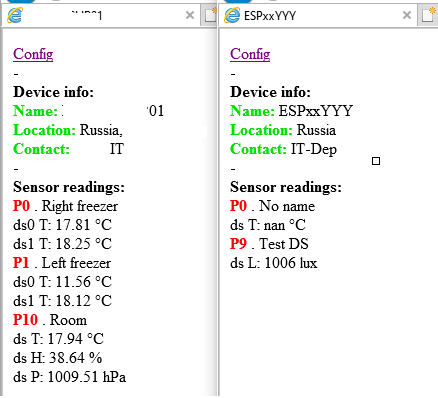 Config
-
Device info:
Name: 01
Location: Russia,
Contact: IT
-
Sensor readings:
P0 . Right freezer
ds0 T: 17.81 °C
ds1 T: 18.25 °C
P1 . Left freezer
ds0 T: 11.56 °C
ds1 T: 18.12 °C
P10 . Room
ds T: 17.94 °C
ds H: 38.64 %
ds P: 1009.51 hPa
ESPxxYYY
Config
-
Device info:
Name: ESPxxYYY
Location: Russia
Contact: IT-Dep
-
Sensor readings:
P0 . No name
ds T: nan °C
P9 . Test DS
ds L: 1006 lux